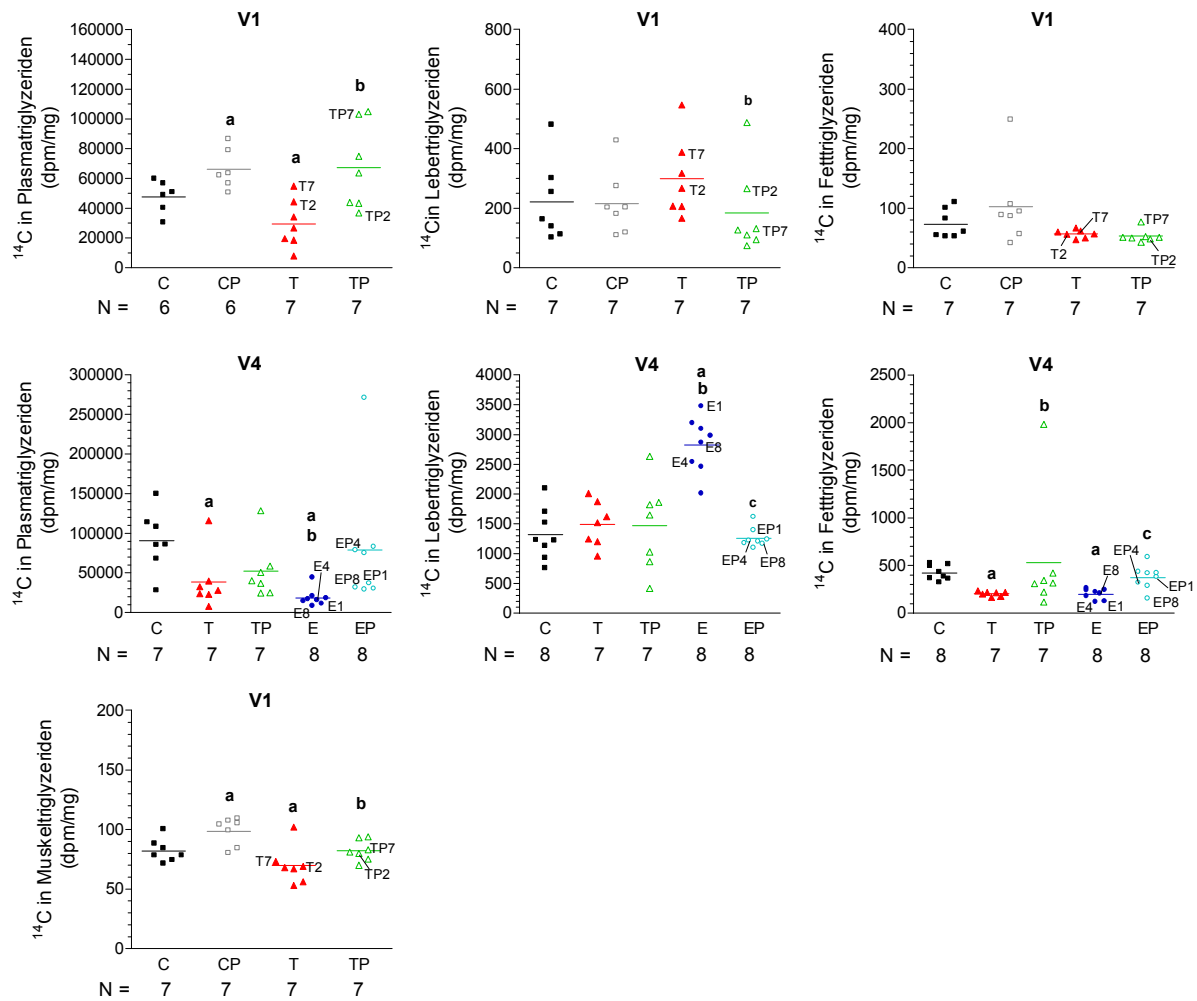 V1
¹⁴C in Plasmatriglyzeriden
(dpm/mg)
160000
140000
120000
100000
80000
60000
40000
20000
0
a
a
b
T7
T2
TP7
TP2
C CP T TP
N = 6 6 7 7
V1
¹⁴Cin Lebertriglyzeriden
(dpm/mg)
800
600
400
200
0
b
T7
T2
TP2
TP7
C CP T TP
N = 7 7 7 7
V1
¹⁴C in Fetttriglyzeriden
(dpm/mg)
400
300
200
100
0
T7
T2
TP7
TP2
C CP T TP
N = 7 7 7 7
V4
¹⁴C in Plasmatriglyzeriden
(dpm/mg)
300000
250000
200000
150000
100000
50000
0
a
a
b
E4
E8
E1
EP4
EP8
EP1
C T TP E EP
N = 7 7 7 8 8
V4
¹⁴C in Lebertriglyzeriden
(dpm/mg)
4000
3500
3000
2500
2000
1500
1000
500
0
a
b
E1
E8
E4
c
EP1
EP4
EP8
C T TP E EP
N = 8 7 7 8 8
V4
¹⁴C in Fetttriglyzeriden
(dpm/mg)
2500
2000
1500
1000
500
0
a
b
a
c
E8
E4
E1
EP4
EP1
EP8
C T TP E EP
N = 8 7 7 8 8
V1
¹⁴C in Muskeltriglyzeriden
(dpm/mg)
200
150
100
50
0
a
a
b
T7
T2
TP7
TP2
C CP T TP
N = 7 7 7 7